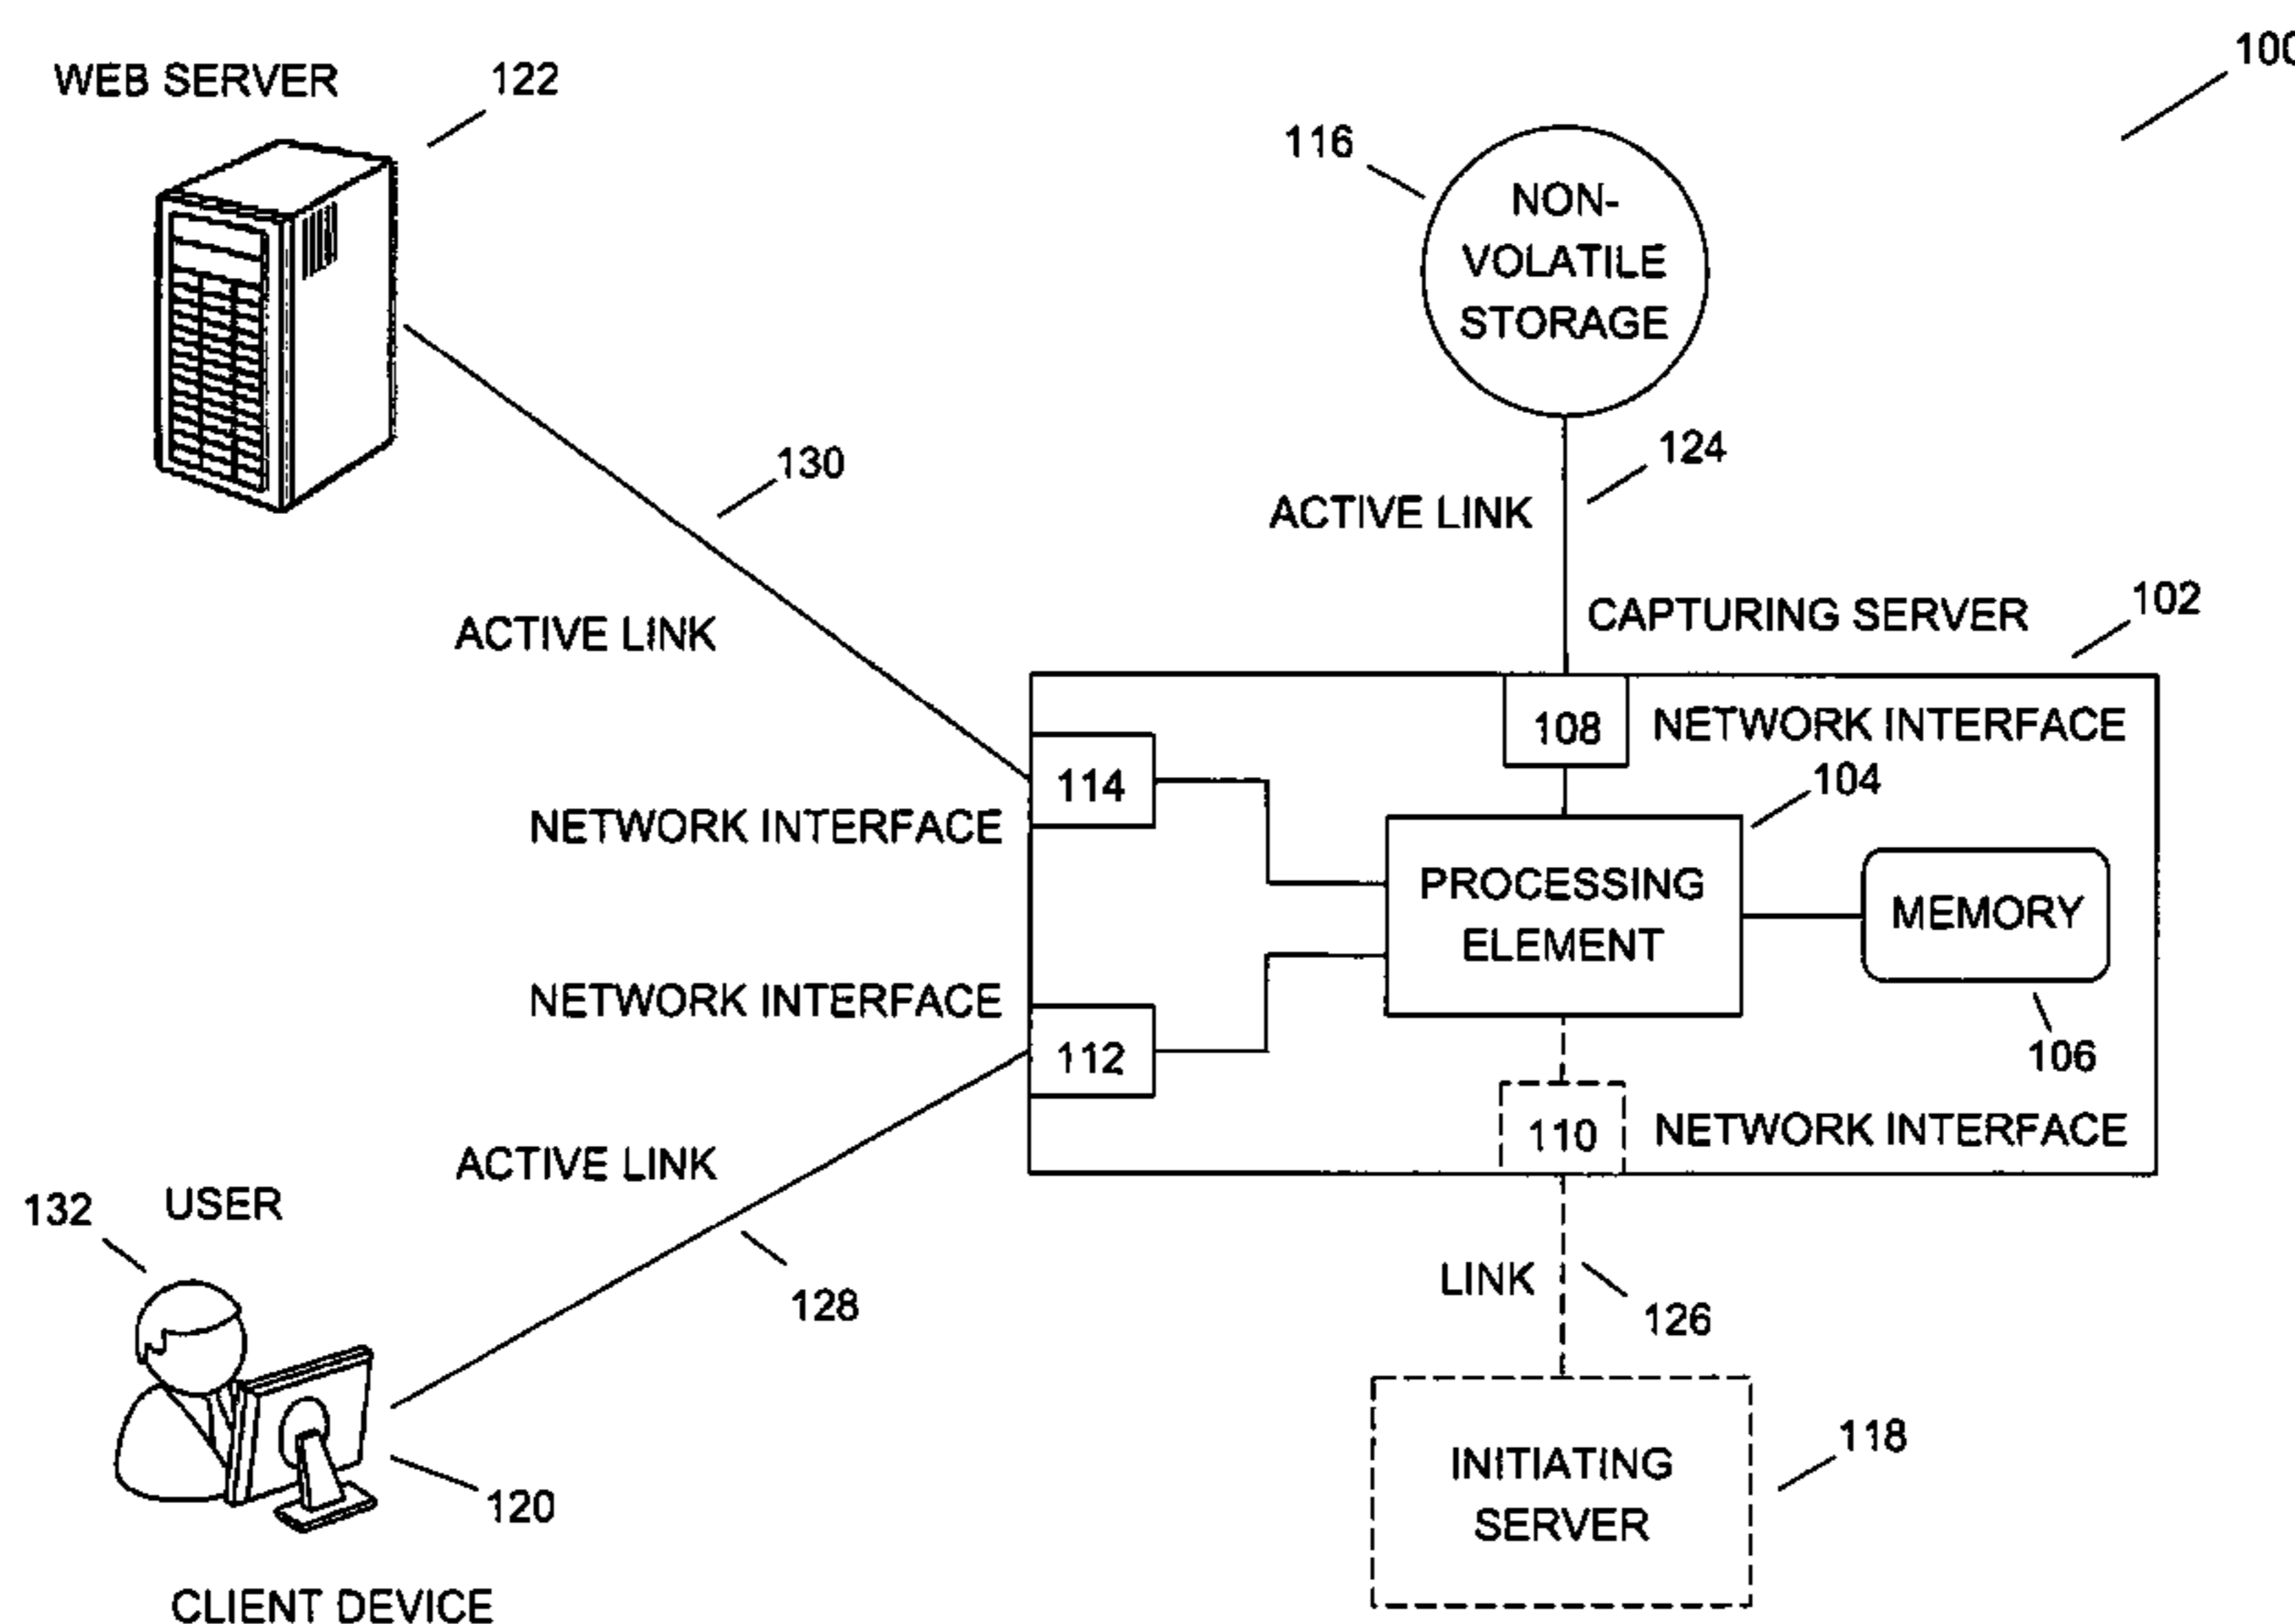 100
WEB SERVER
122
116
NON-
VOLATILE
STORAGE
130
124
ACTIVE LINK
ACTIVE LINK
CAPTURING SERVER
102
108
NETWORK INTERFACE
114
104
NETWORK INTERFACE
PROCESSING
ELEMENT
MEMORY
NETWORK INTERFACE
112
106
110
NETWORK INTERFACE
ACTIVE LINK
132
USER
128
LINK
126
120
INITIATING
SERVER
118
CLIENT DEVICE